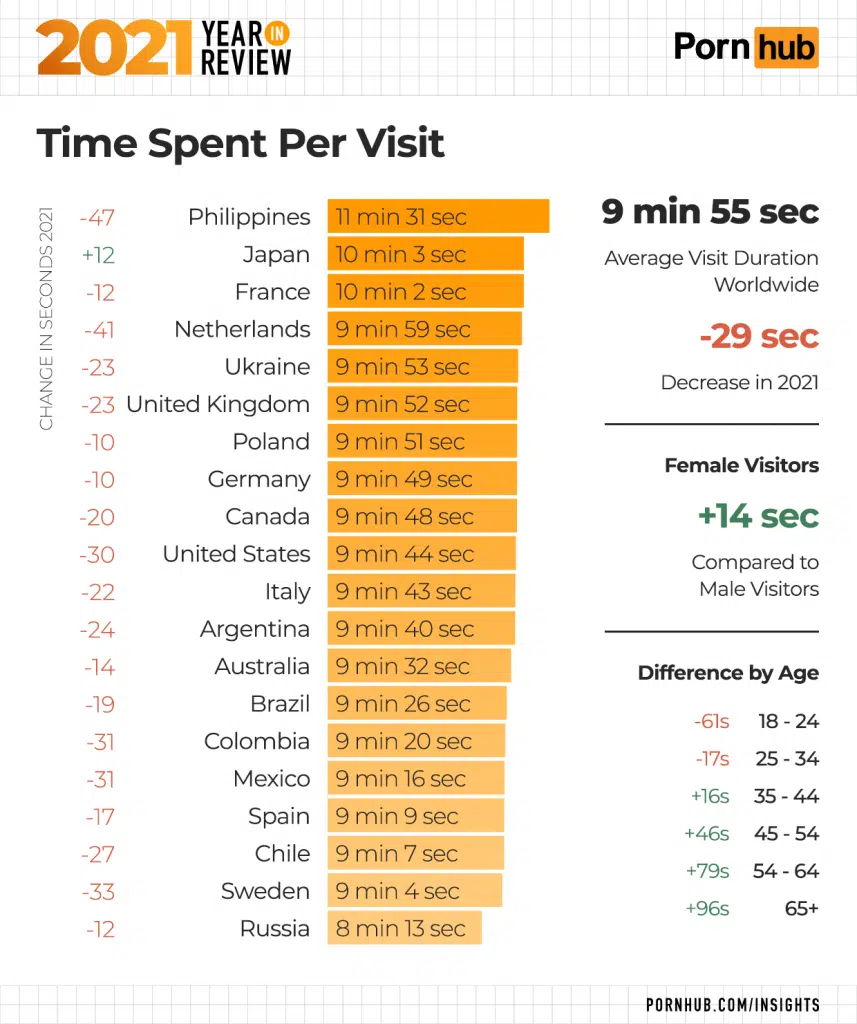 2021 YEAR IN REVIEW
Pornhub
Time Spent Per Visit
CHANGE IN SECONDS 2021
-47 Philippines 11 min 31 sec
+12 Japan 10 min 3 sec
-12 France 10 min 2 sec
-41 Netherlands 9 min 59 sec
-23 Ukraine 9 min 53 sec
-23 United Kingdom 9 min 52 sec
-10 Poland 9 min 51 sec
-10 Germany 9 min 49 sec
-20 Canada 9 min 48 sec
-30 United States 9 min 44 sec
-22 Italy 9 min 43 sec
-24 Argentina 9 min 40 sec
-14 Australia 9 min 32 sec
-19 Brazil 9 min 26 sec
-31 Colombia 9 min 20 sec
-31 Mexico 9 min 16 sec
-17 Spain 9 min 9 sec
-27 Chile 9 min 7 sec
-33 Sweden 9 min 4 sec
-12 Russia 8 min 13 sec
9 min 55 sec
Average Visit Duration
Worldwide
-29 sec
Decrease in 2021
Female Visitors
+14 sec
Compared to
Male Visitors
Difference by Age
-61s 18 - 24
-17s 25 - 34
+16s 35 - 44
+46s 45 - 54
+79s 54 - 64
+96s 65+
PORNHUB.COM/INSIGHTS